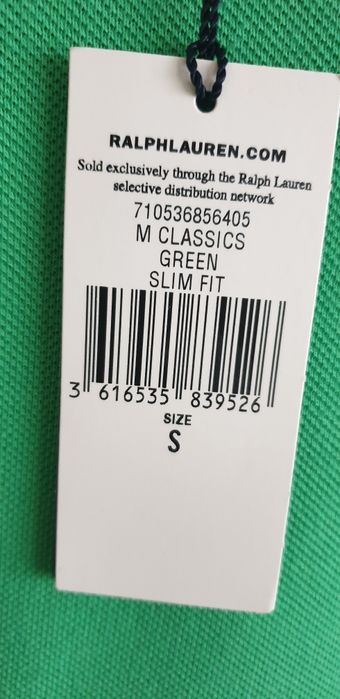 RALPHLAUREN.COM
Sold exclusively through the Ralph Lauren
selective distribution network
710536856405
M CLASSICS
GREEN
SLIM FIT
3 616535 839526
SIZE
S